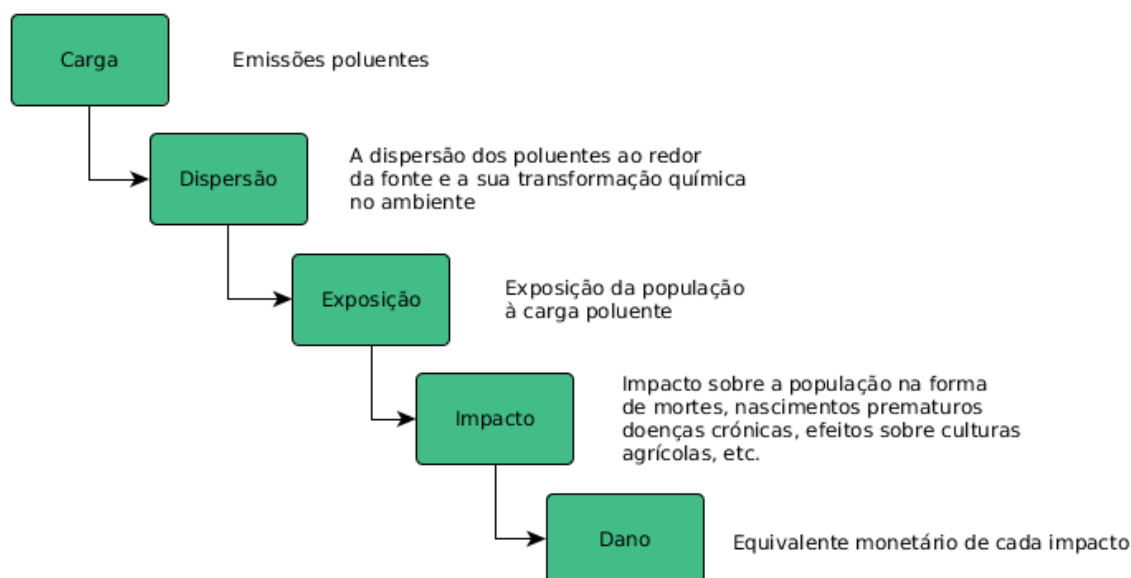 Carga
Emissões poluentes
Dispersão
A dispersão dos poluentes ao redor
da fonte e a sua transformação química
no ambiente
Exposição
Exposição da população
à carga poluente
Impacto
Impacto sobre a população na forma
de mortes, nascimentos prematuros
doenças crónicas, efeitos sobre culturas
agrícolas, etc.
Dano
Equivalente monetário de cada impacto